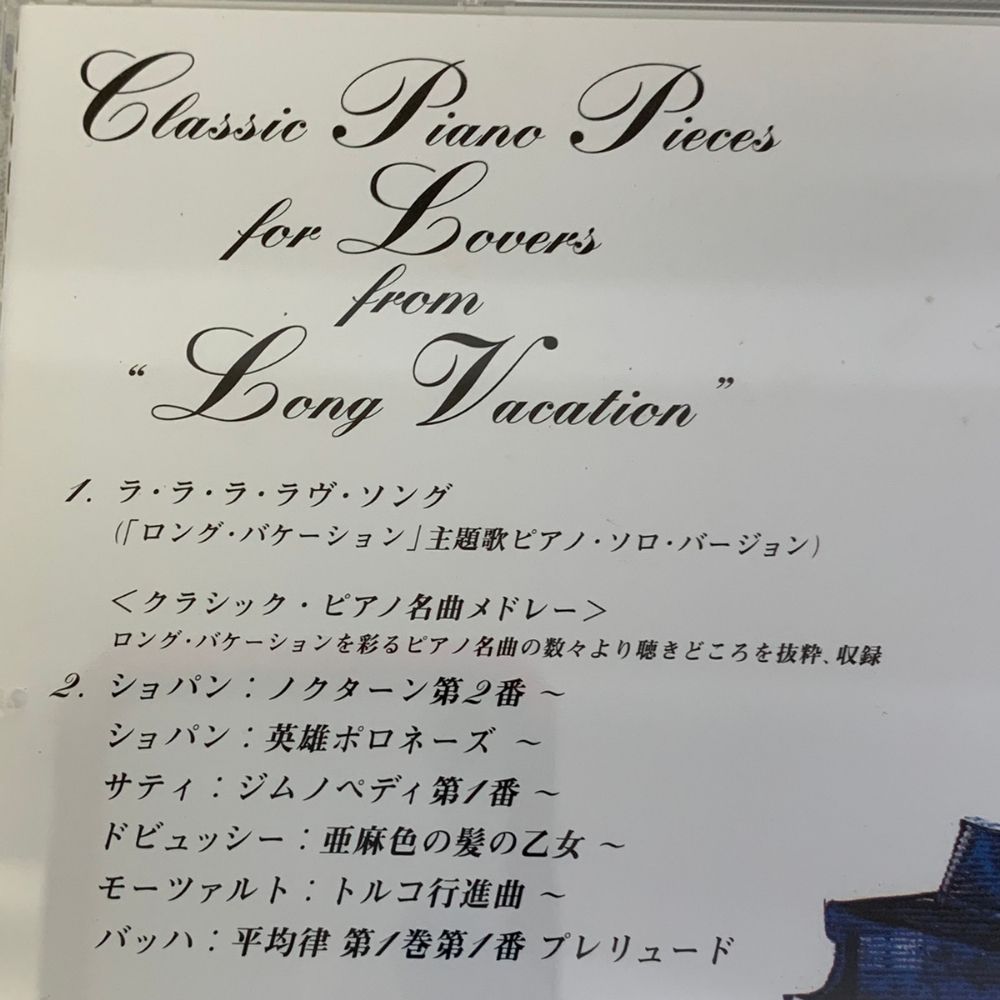 Classic Piano Pieces
for Lovers
from
“Long Vacation”
1. ラ・ラ・ラ・ラヴ・ソング
(「ロング・バケーション」主題歌ピアノ・ソロ・バージョン)
＜クラシック・ピアノ名曲メドレー＞
ロング・バケーションを彩るピアノ名曲の数々より聴きどころを抜粋、収録
2. ショパン：ノクターン第2番 〜
ショパン：英雄ポロネーズ 〜
サティ：ジムノペディ第1番 〜
ドビュッシー：亜麻色の髪の乙女 〜
モーツァルト：トルコ行進曲 〜
バッハ：平均律 第1巻第1番 プレリュード